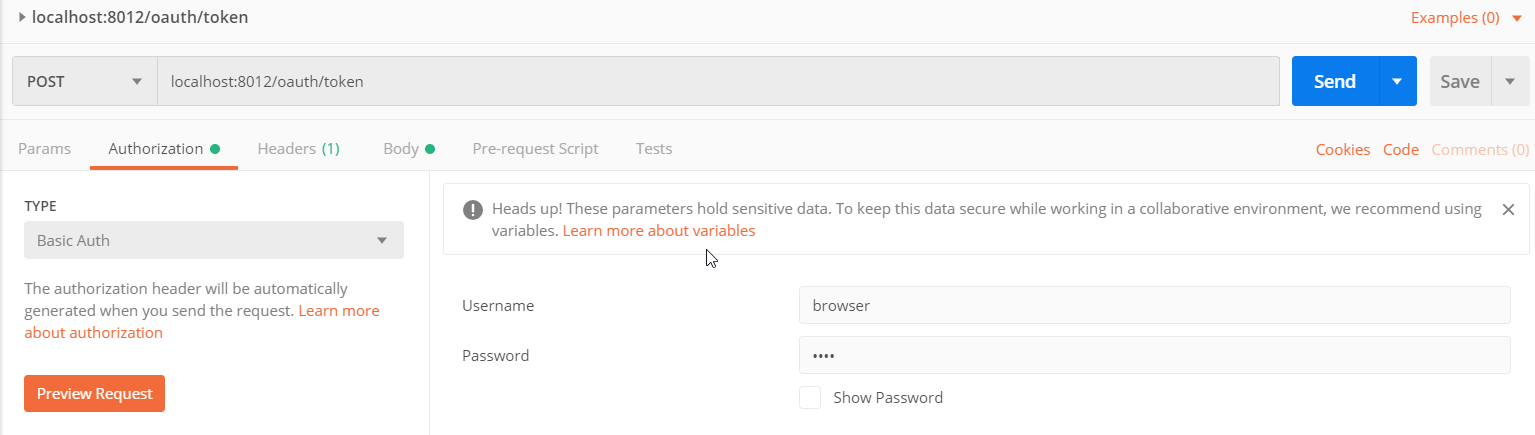 localhost:8012/oauth/token
Examples (0)
POST
localhost:8012/oauth/token
Send
Save
Params
Authorization
Headers (1)
Body
Pre-request Script
Tests
Cookies
Code
Comments (0)
TYPE
Basic Auth
The authorization header will be automatically
generated when you send the request. Learn more
about authorization
Preview Request
Heads up! These parameters hold sensitive data. To keep this data secure while working in a collaborative environment, we recommend using
variables. Learn more about variables
Username
browser
Password
••••
Show Password